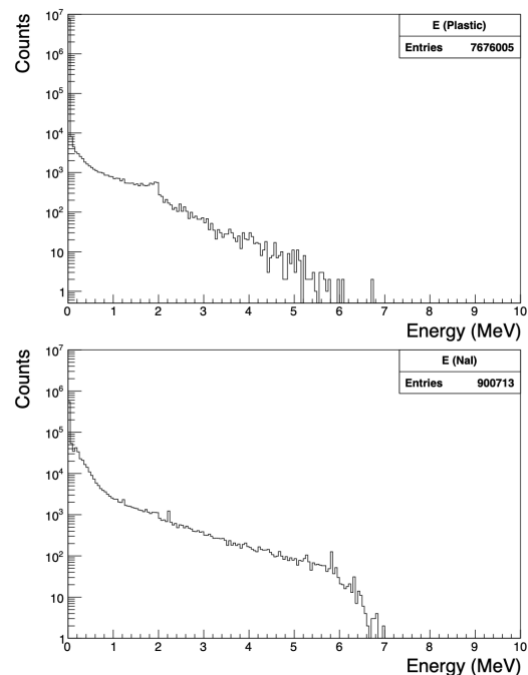 Counts
E (Plastic)
Entries 7676005
10^7
10^6
10^5
10^4
10^3
10^2
10
1
0 1 2 3 4 5 6 7 8 9 10
Energy (MeV)
Counts
E (NaI)
Entries 900713
10^7
10^6
10^5
10^4
10^3
10^2
10
1
0 1 2 3 4 5 6 7 8 9 10
Energy (MeV)